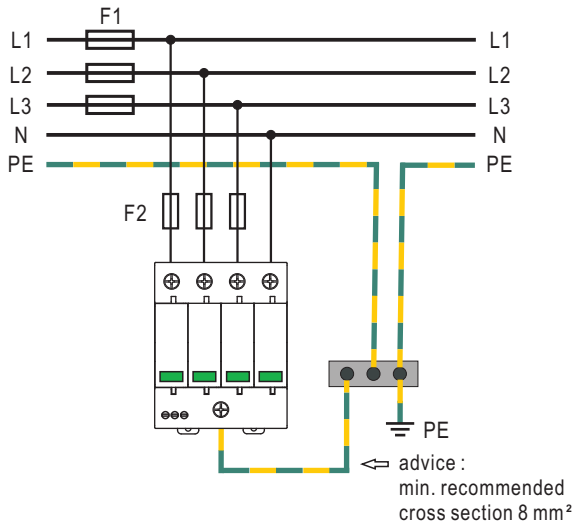 F1
L1 L1
L2 L2
L3 L3
N N
PE PE
F2
PE
advice :
min. recommended
cross section 8 mm²